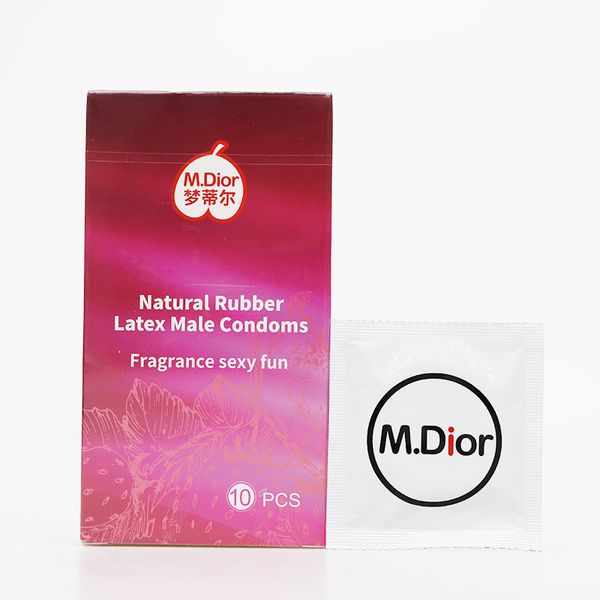 M.Dior
梦蒂尔
Natural Rubber
Latex Male Condoms
Fragrance sexy fun
10 PCS
M.Dior